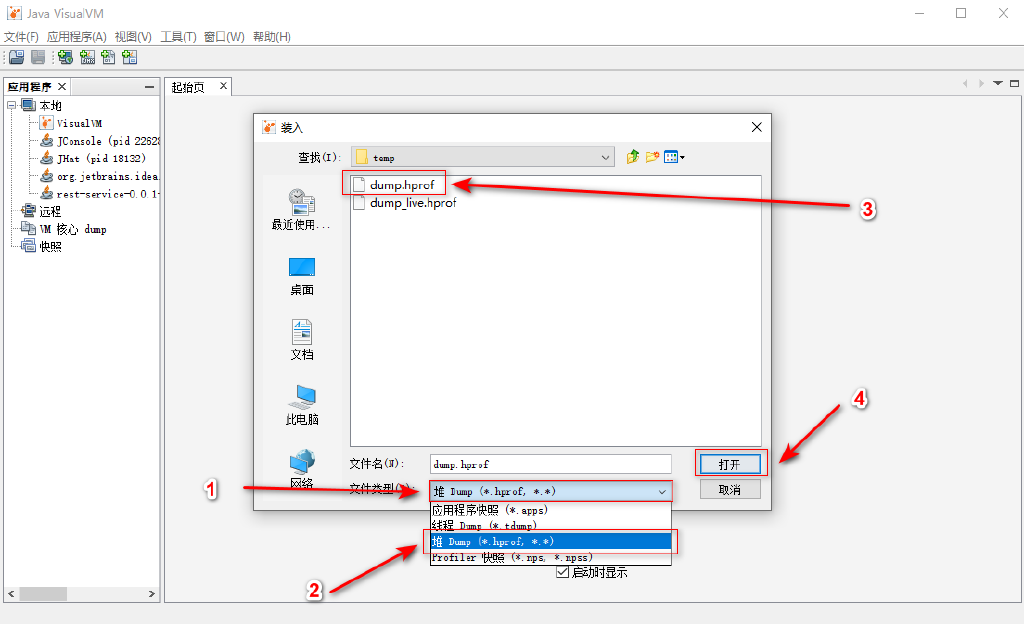 Java VisualVM
文件(F) 应用程序(A) 视图(V) 工具(T) 窗口(W) 帮助(H)
应用程序
起始页
本地
VisualVM
JConsole (pid 22628
JHat (pid 18132)
org.jetbrains.idea.
rest-service-0.0.1-
远程
VM 核心 dump
快照
装入
查找(I):
temp
dump.hprof
dump_live.hprof
最近使用...
桌面
文档
此电脑
网络
3
4
文件名(N):
dump.hprof
打开
1
文件类型
堆 Dump (*.hprof, *.*)
取消
应用程序快照 (*.apps)
线程 Dump (*.tdump)
堆 Dump (*.hprof, *.*)
Profiler 快照 (*.nps, *.npss)
启动时显示
2